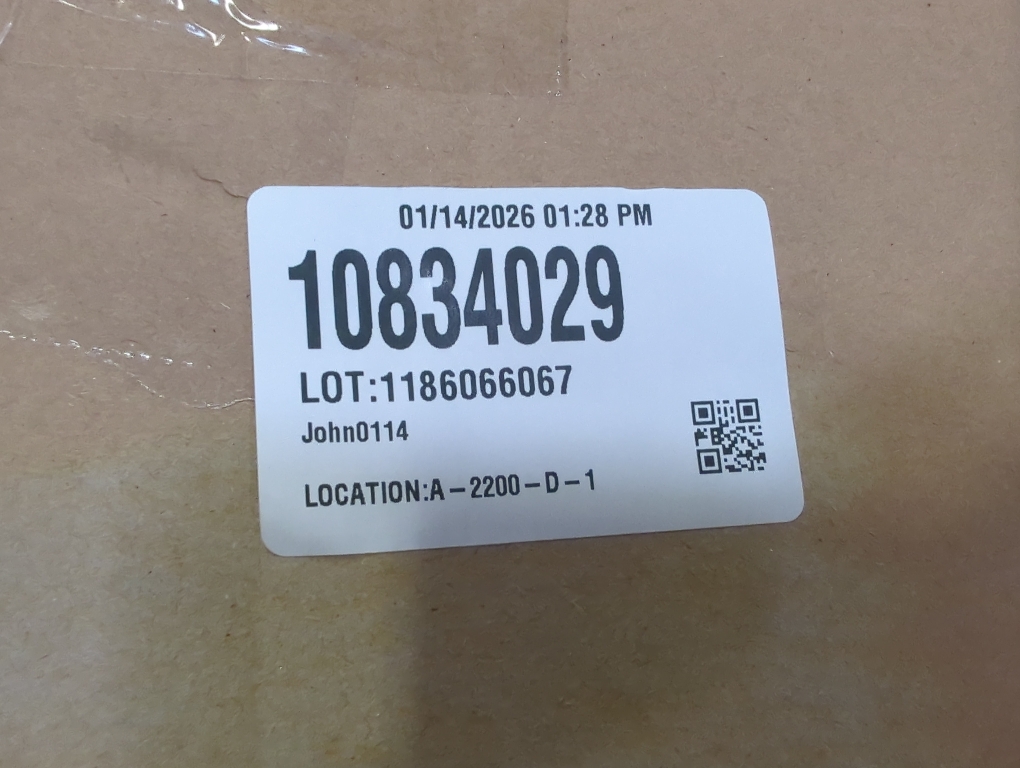 01/14/2026 01:28 PM
10834029
LOT:1186066067
John0114
LOCATION:A-2200-D-1